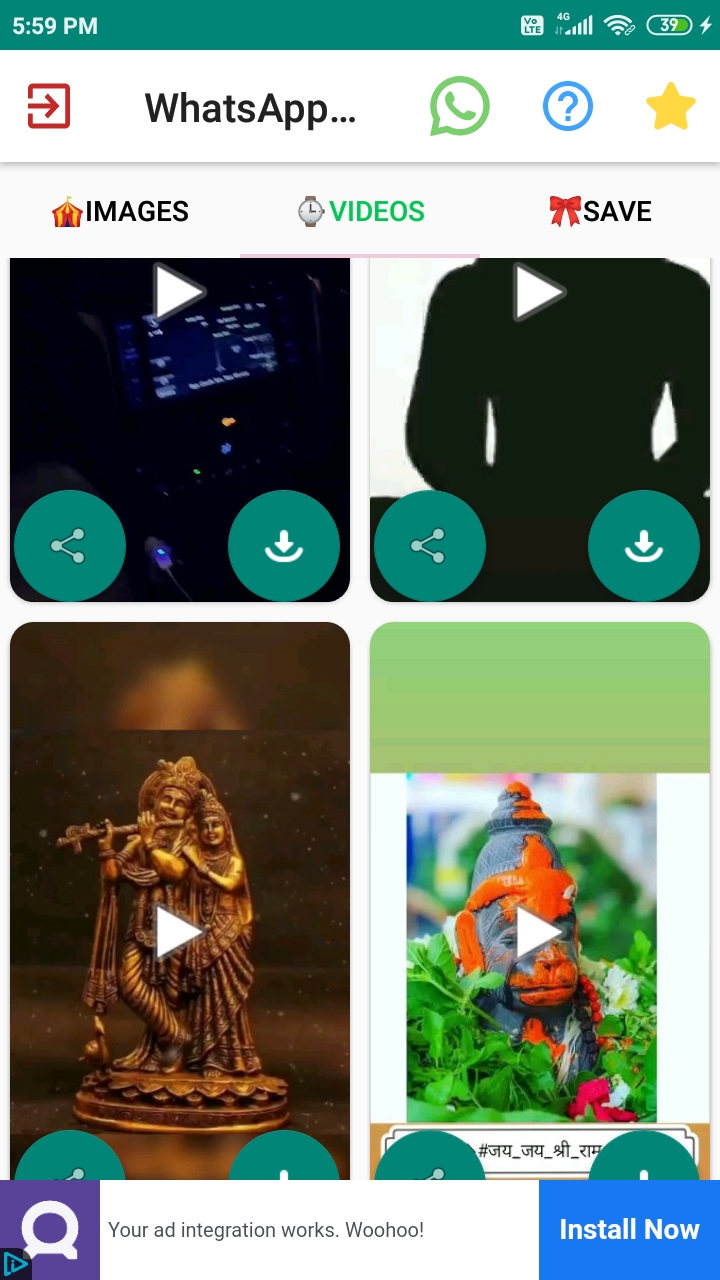 5:59 PM
Vo LTE 4G 39
WhatsApp...
IMAGES VIDEOS SAVE
#जय_जय_श्री_राम
Your ad integration works. Woohoo!
Install Now